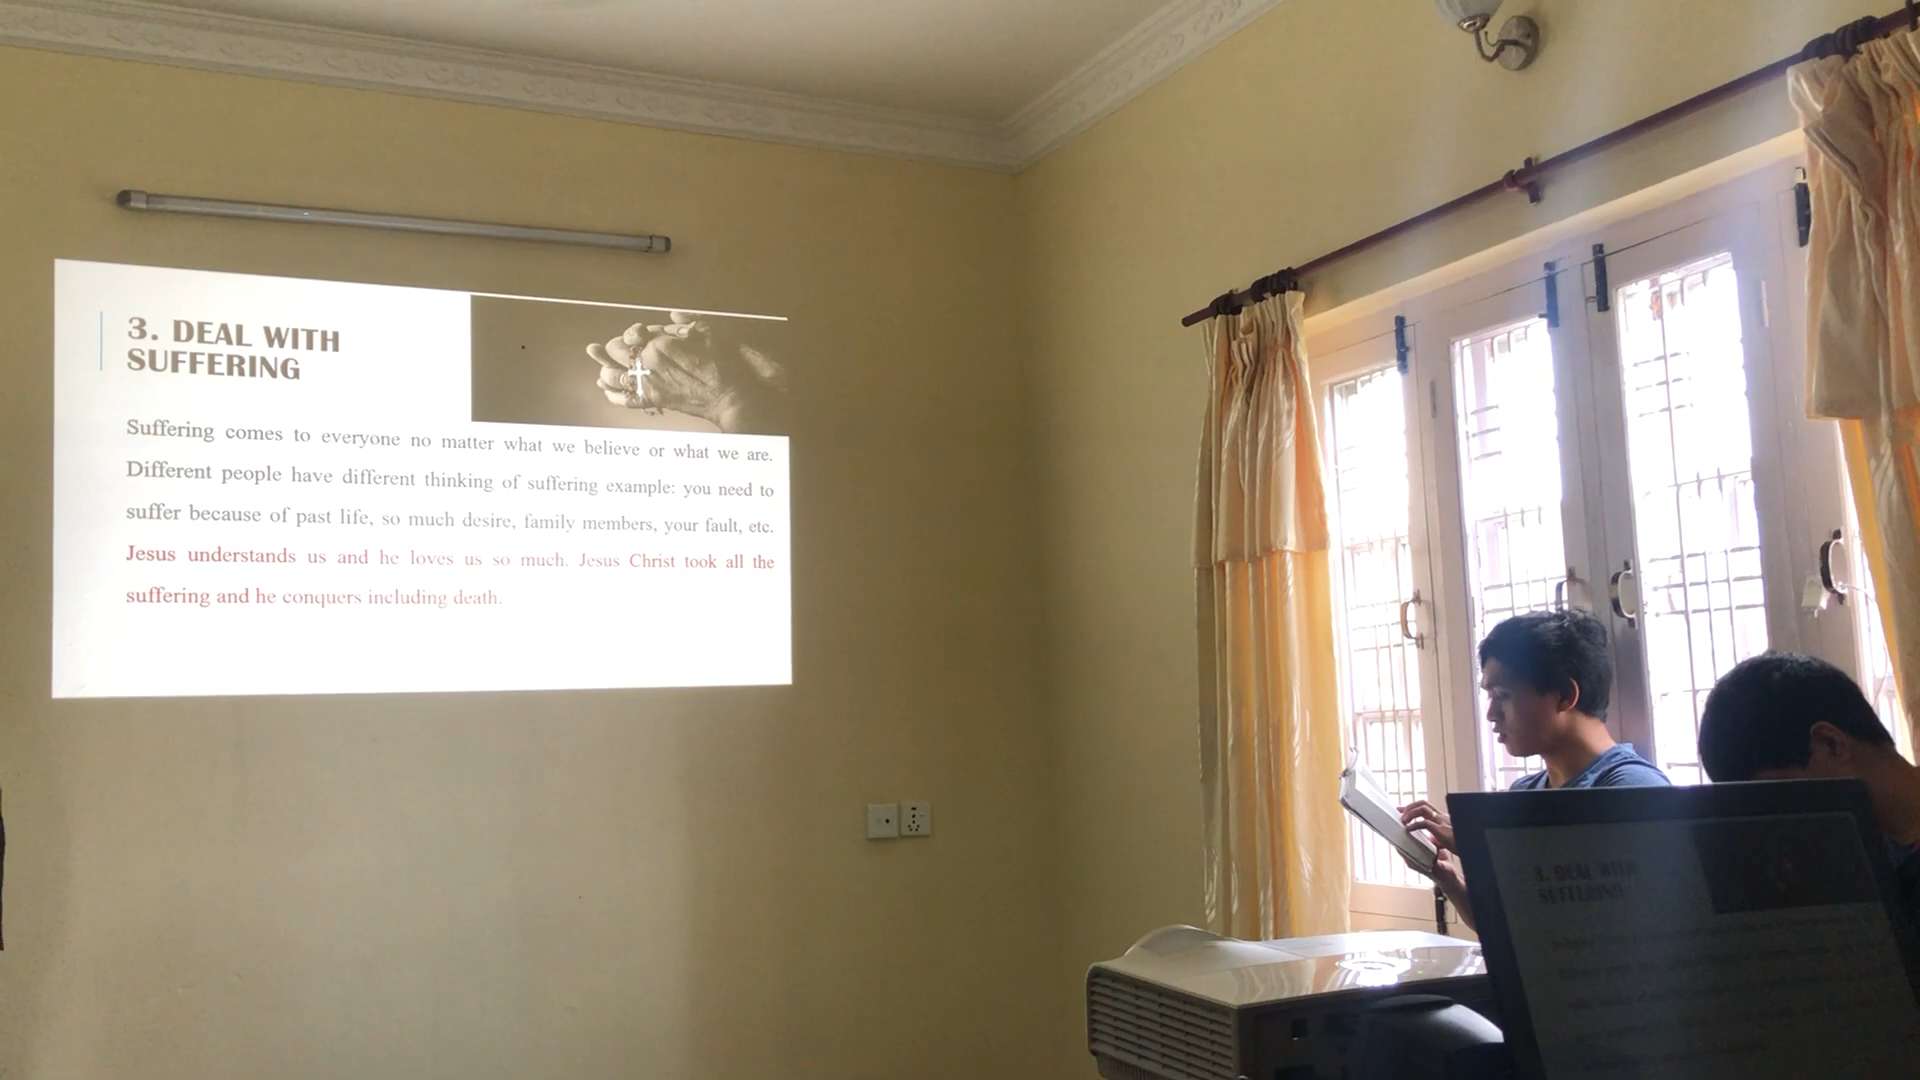 3. DEAL WITH
SUFFERING
Suffering comes to everyone no matter what we believe or what we are.
Different people have different thinking of suffering example: you need to
suffer because of past life, so much desire, family members, your fault, etc.
Jesus understands us and he loves us so much. Jesus Christ took all the
suffering and he conquers including death.
3. DEAL WITH
SUFFERING